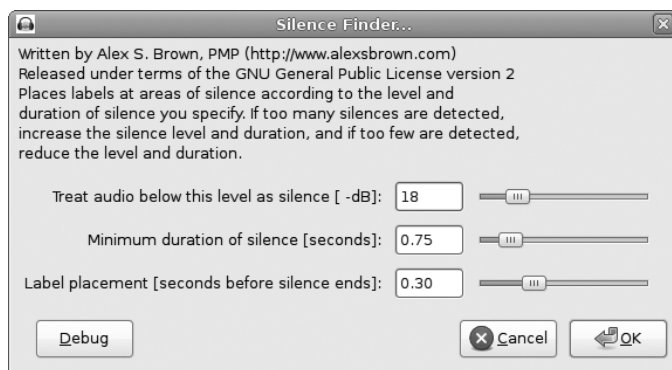 Silence Finder...
Written by Alex S. Brown, PMP (http://www.alexsbrown.com)
Released under terms of the GNU General Public License version 2
Places labels at areas of silence according to the level and
duration of silence you specify. If too many silences are detected,
increase the silence level and duration, and if too few are detected,
reduce the level and duration.
Treat audio below this level as silence [ -dB]: 18
Minimum duration of silence [seconds]: 0.75
Label placement [seconds before silence ends]: 0.30
Debug Cancel OK